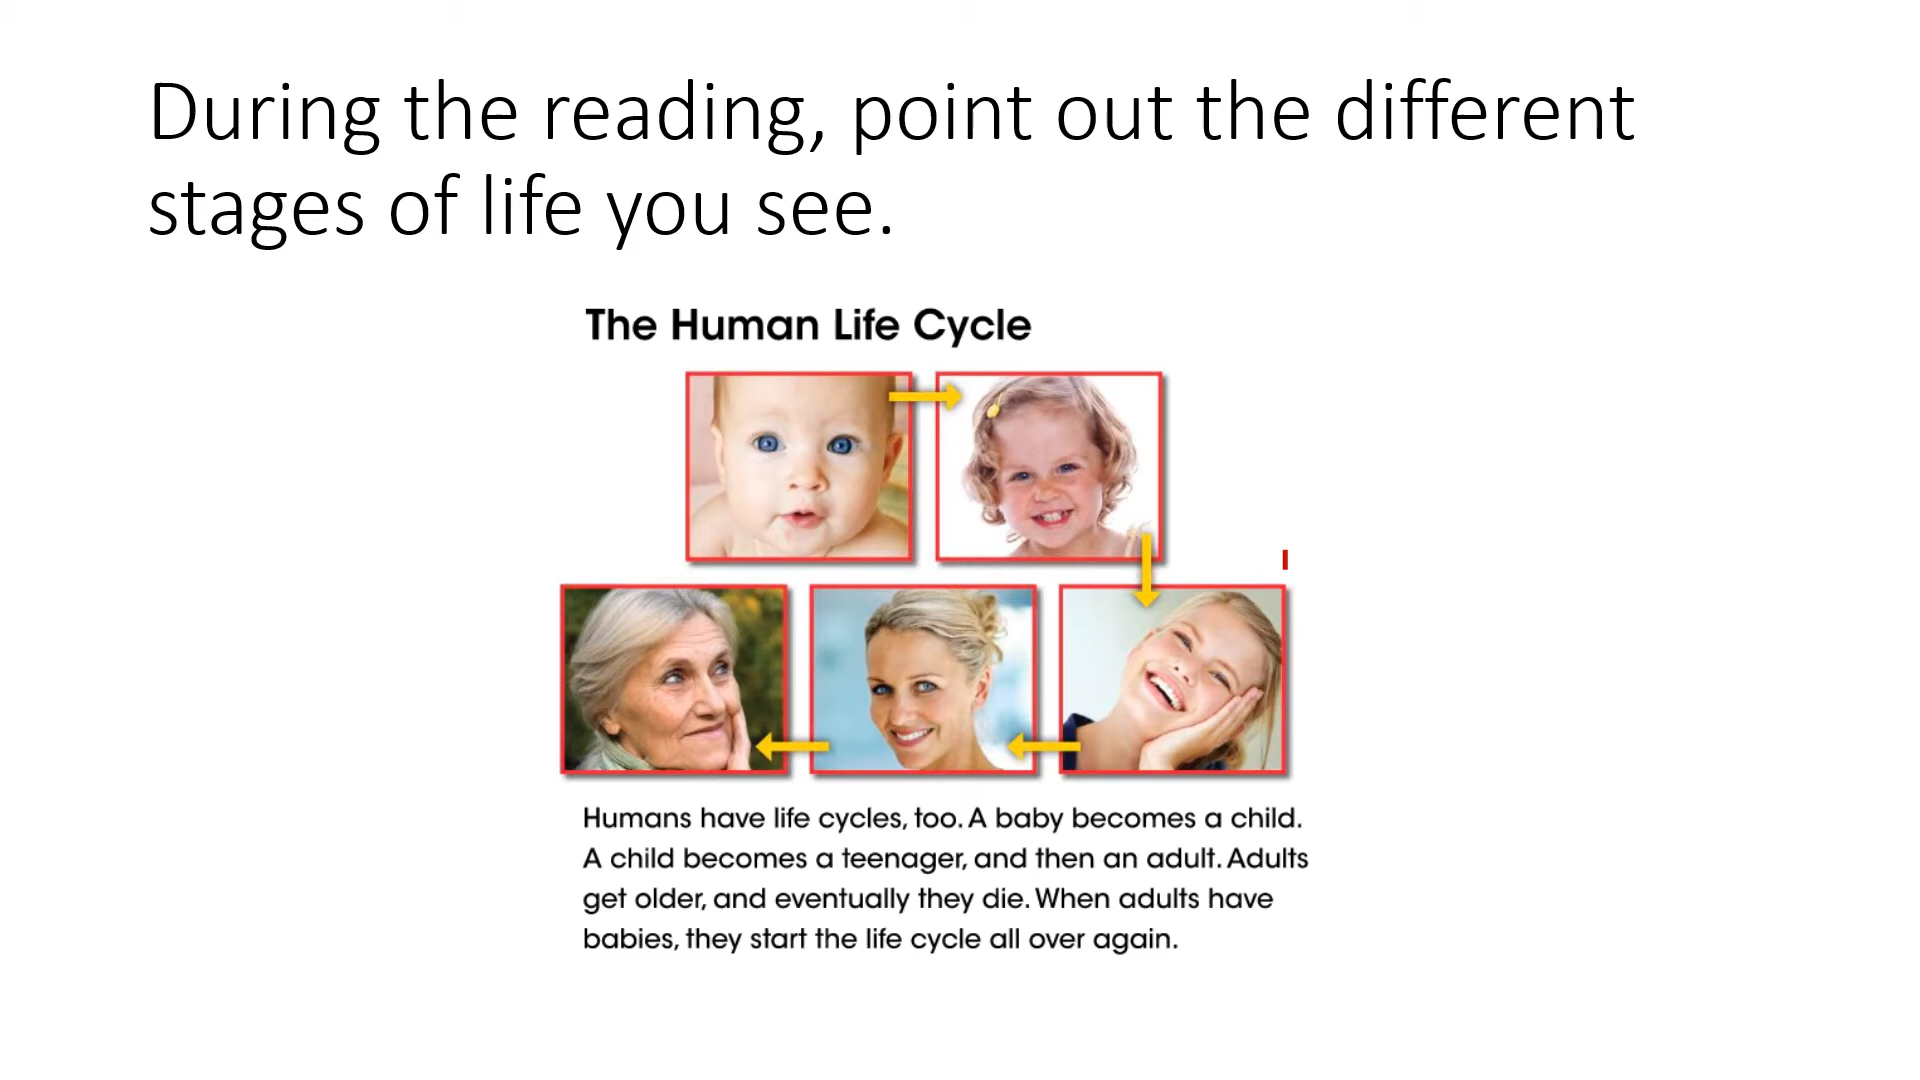 During the reading, point out the different
stages of life you see.
The Human Life Cycle
Humans have life cycles, too. A baby becomes a child.
A child becomes a teenager, and then an adult. Adults
get older, and eventually they die. When adults have
babies, they start the life cycle all over again.